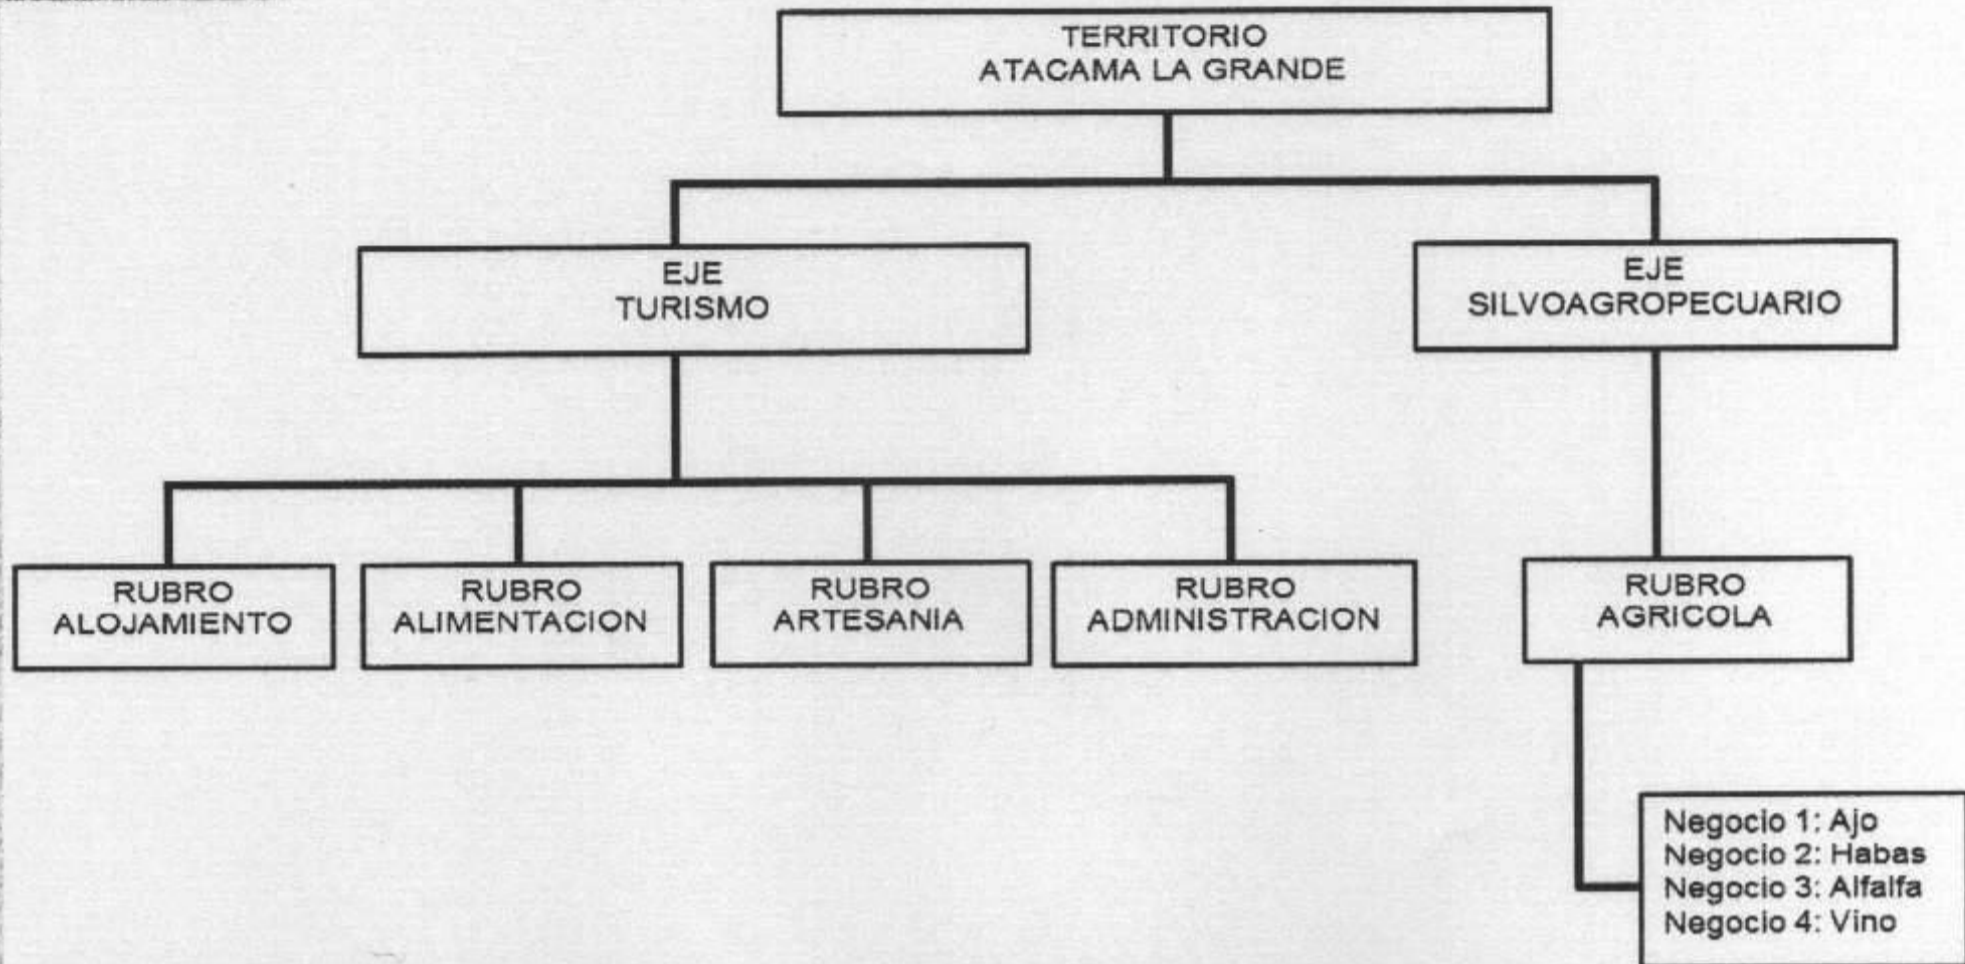 TERRITORIO
ATACAMA LA GRANDE
EJE
TURISMO
EJE
SILVOAGROPECUARIO
RUBRO
ALOJAMIENTO
RUBRO
ALIMENTACION
RUBRO
ARTESANIA
RUBRO
ADMINISTRACION
RUBRO
AGRICOLA
Negocio 1: Ajo
Negocio 2: Habas
Negocio 3: Alfalfa
Negocio 4: Vino